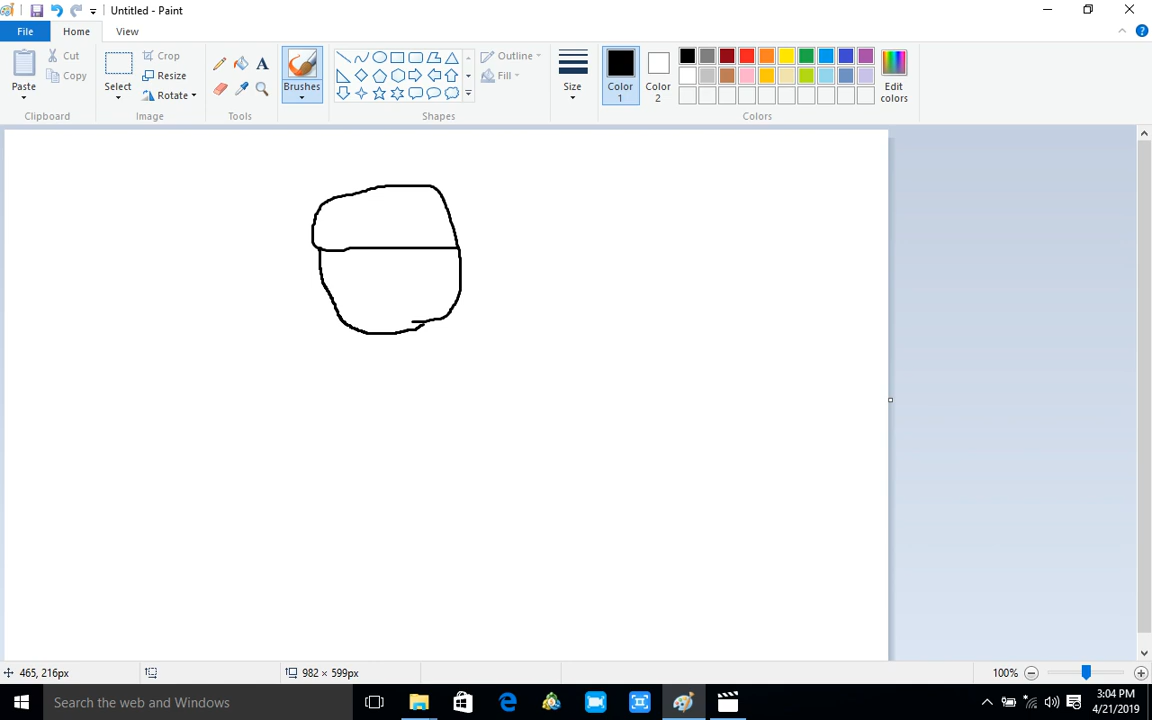 Untitled - Paint
File
Home
View
Paste
Cut
Copy
Clipboard
Select
Crop
Resize
Rotate
Image
A
Tools
Brushes
Outline
Fill
Shapes
Size
Color
1
Color
2
Edit
colors
Colors
465, 216px
982 × 599px
100%
Search the web and Windows
3:04 PM
4/21/2019